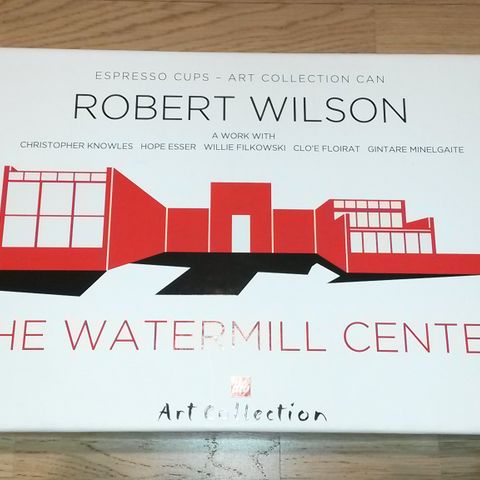 ESPRESSO CUPS – ART COLLECTION CAN
ROBERT WILSON
A WORK WITH
CHRISTOPHER KNOWLES HOPE ESSER WILLIE FILKOWSKI CLO'E FLOIRAT GINTARE MINELGAITE
HE WATERMILL CENTE
illy
Art Collection